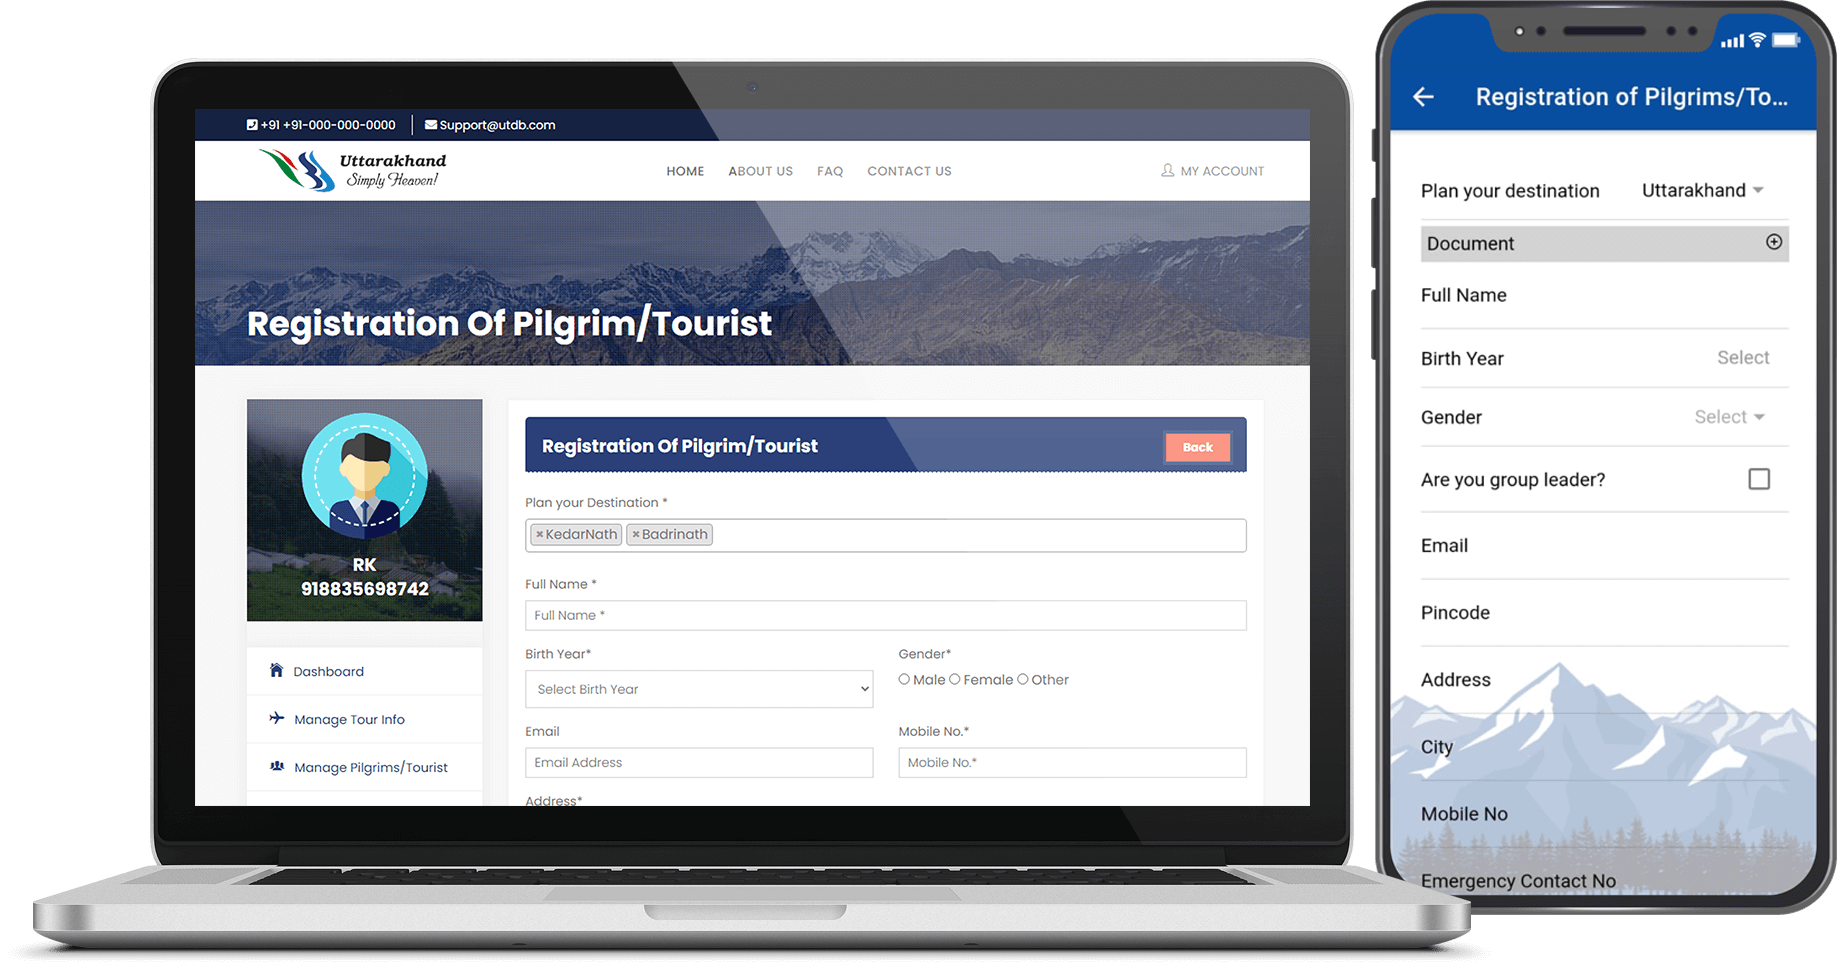 +91 +91-000-000-0000 Support@utdb.com
Uttarakhand
Simply Heaven!
HOME ABOUT US FAQ CONTACT US MY ACCOUNT
Registration Of Pilgrim/Tourist
RK
918835698742
Dashboard
Manage Tour Info
Manage Pilgrims/Tourist
Registration Of Pilgrim/Tourist Back
Plan your Destination *
×KedarNath ×Badrinath
Full Name *
Full Name *
Birth Year* Gender*
Select Birth Year Male Female Other
Email Mobile No.*
Email Address Mobile No.*
Address*
Registration of Pilgrims/To...
Plan your destination Uttarakhand
Document
Full Name
Birth Year Select
Gender Select
Are you group leader?
Email
Pincode
Address
City
Mobile No
Emergency Contact No